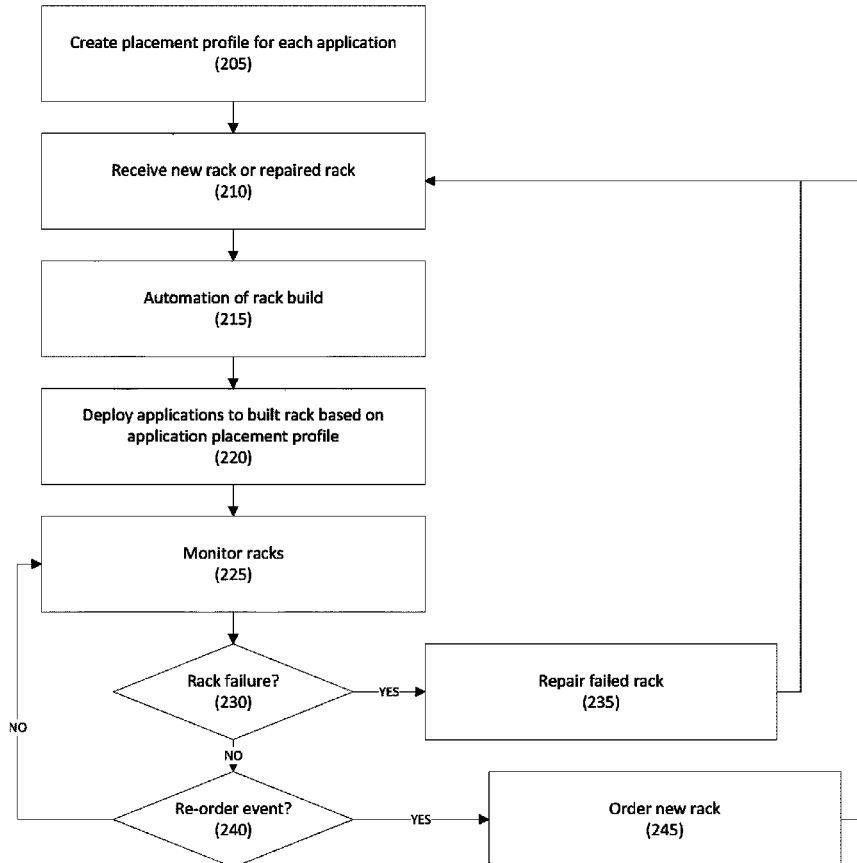 Create placement profile for each application
(205)
Receive new rack or repaired rack
(210)
Automation of rack build
(215)
Deploy applications to built rack based on
application placement profile
(220)
Monitor racks
(225)
Rack failure?
(230)
YES
Repair failed rack
(235)
NO
NO
Re-order event?
(240)
YES
Order new rack
(245)